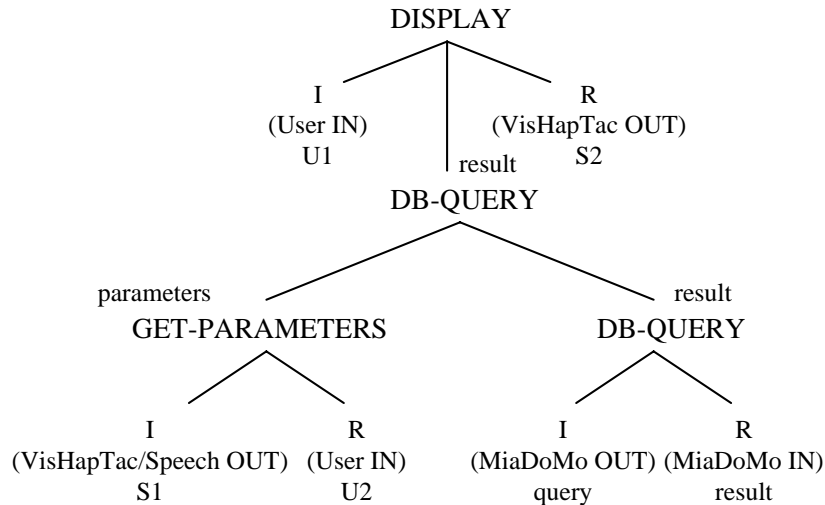 DISPLAY
I R
(User IN) (VisHapTac OUT)
U1 S2
result
DB-QUERY
parameters result
GET-PARAMETERS DB-QUERY
I R I R
(VisHapTac/Speech OUT) (User IN) (MiaDoMo OUT) (MiaDoMo IN)
S1 U2 query result